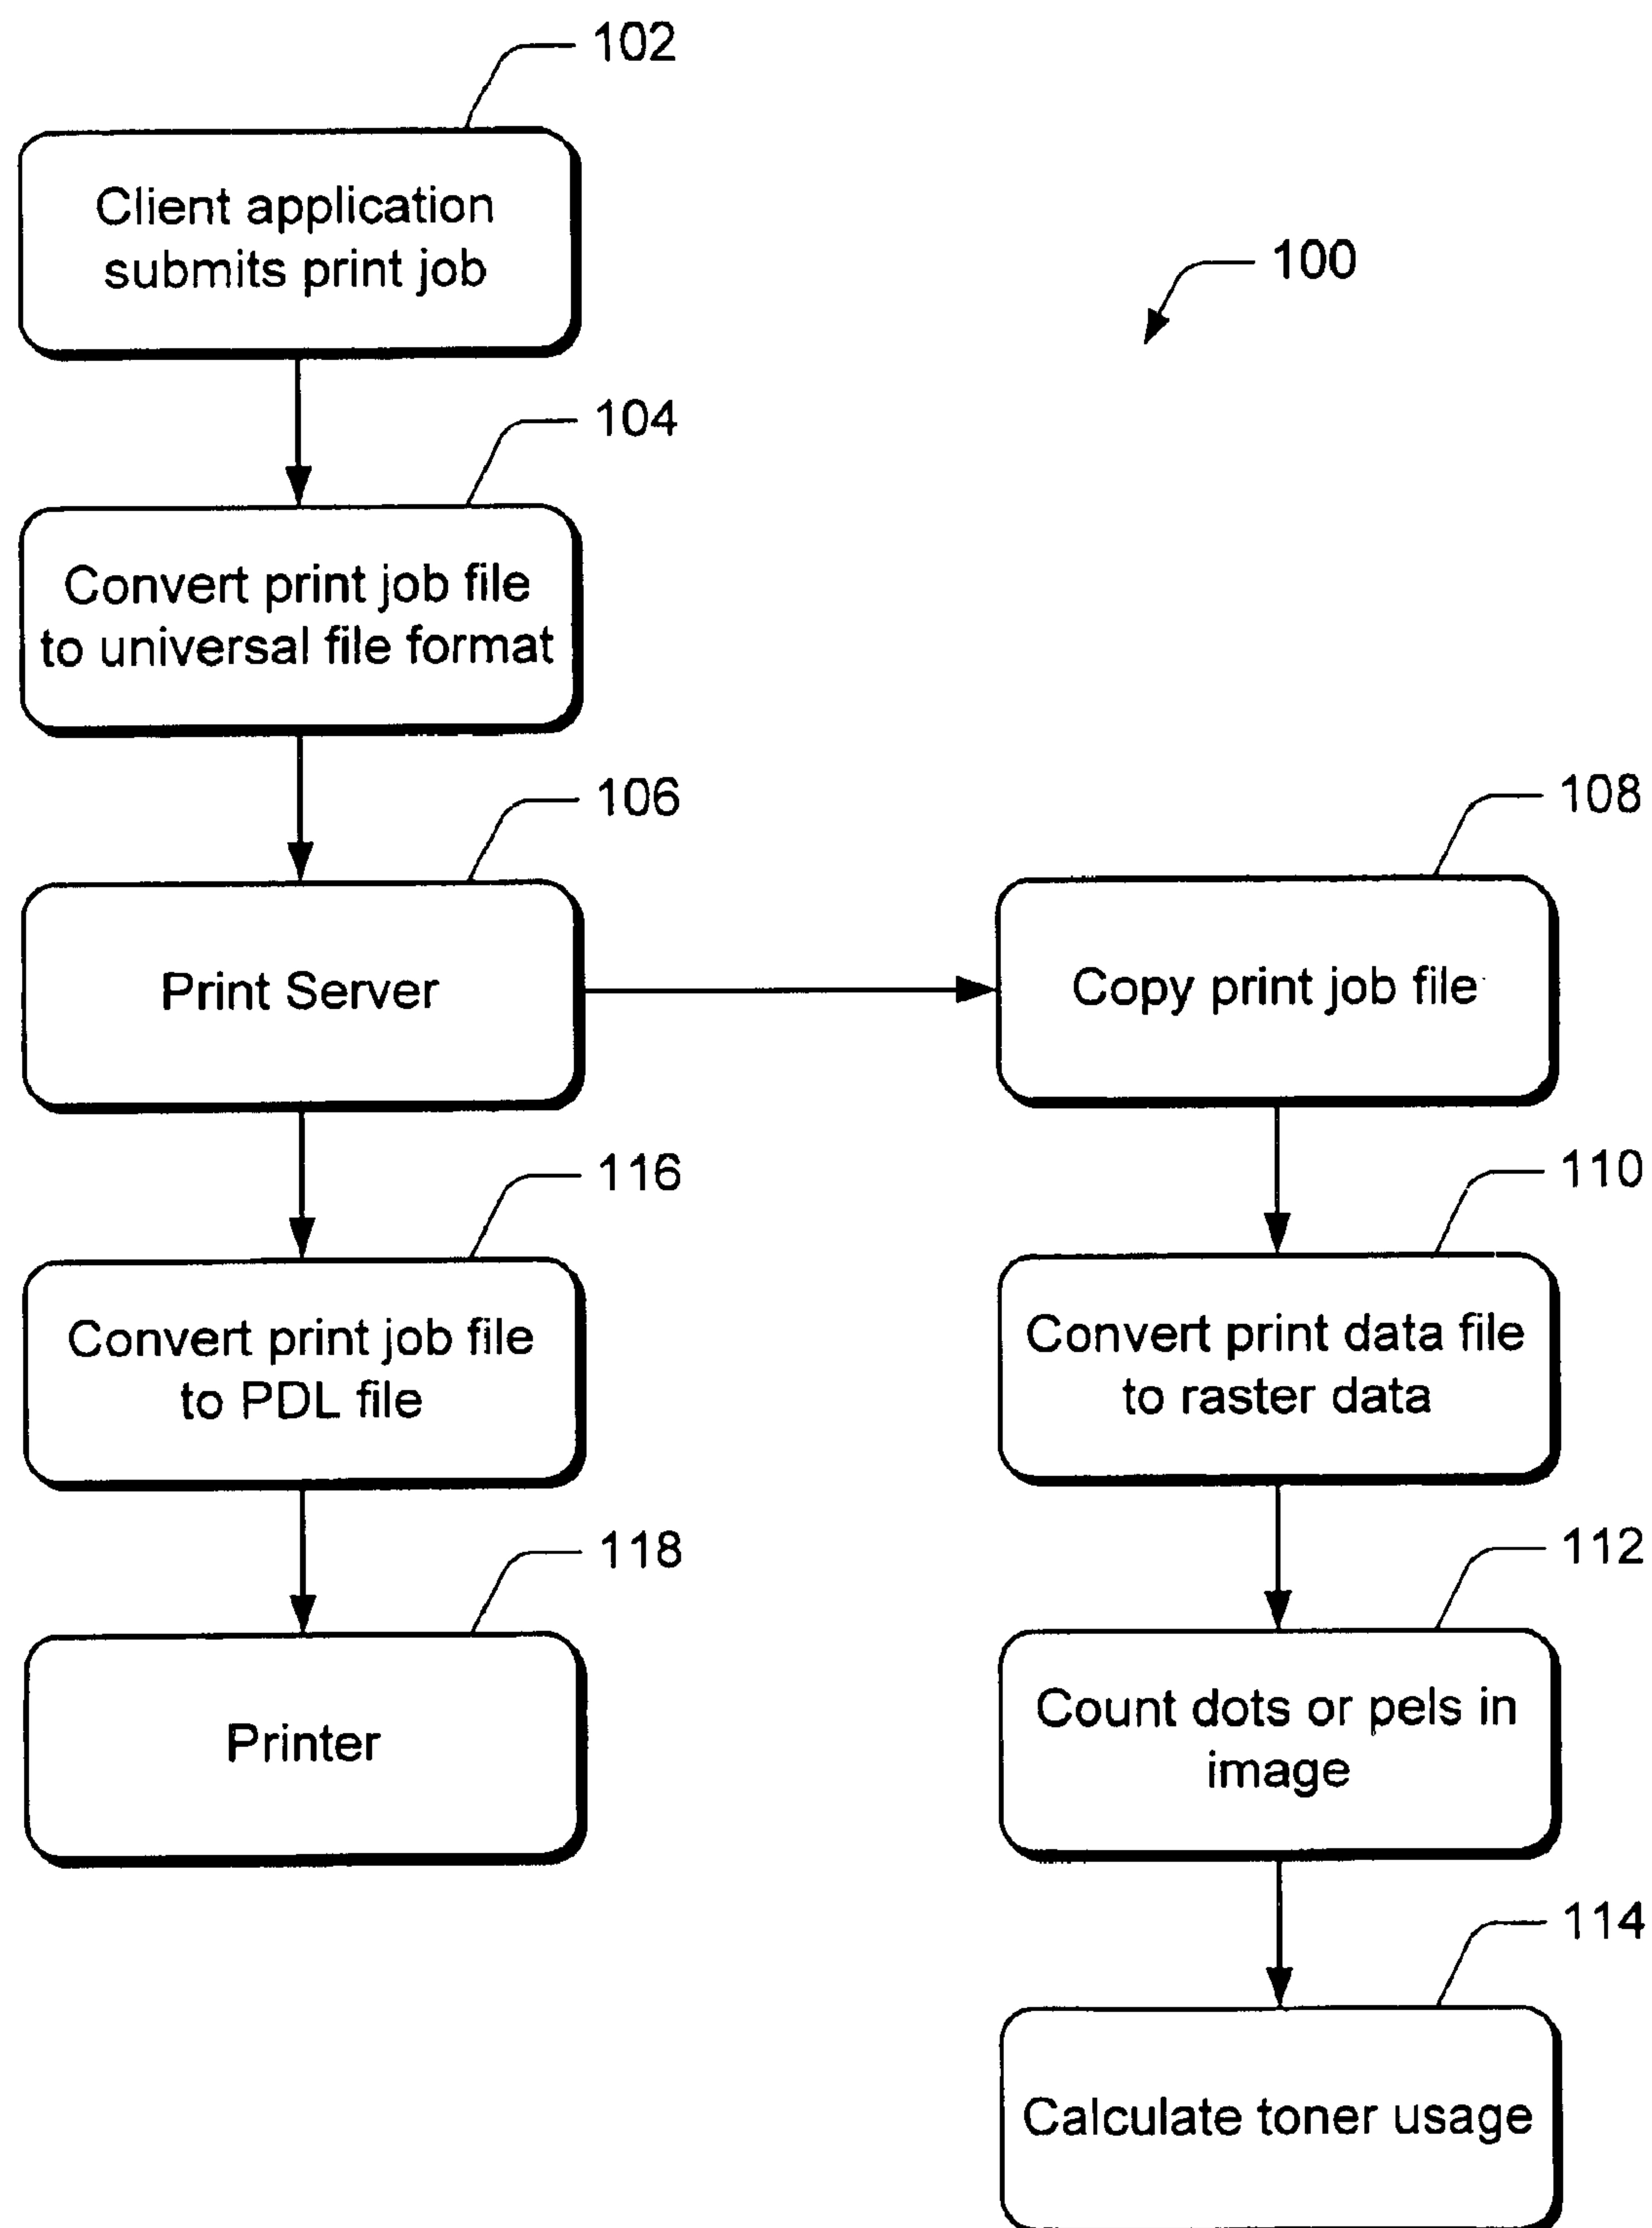 102
Client application
submits print job
100
104
Convert print job file
to universal file format
106
Print Server
108
Copy print job file
116
Convert print job file
to PDL file
110
Convert print data file
to raster data
118
Printer
112
Count dots or pels in
image
114
Calculate toner usage